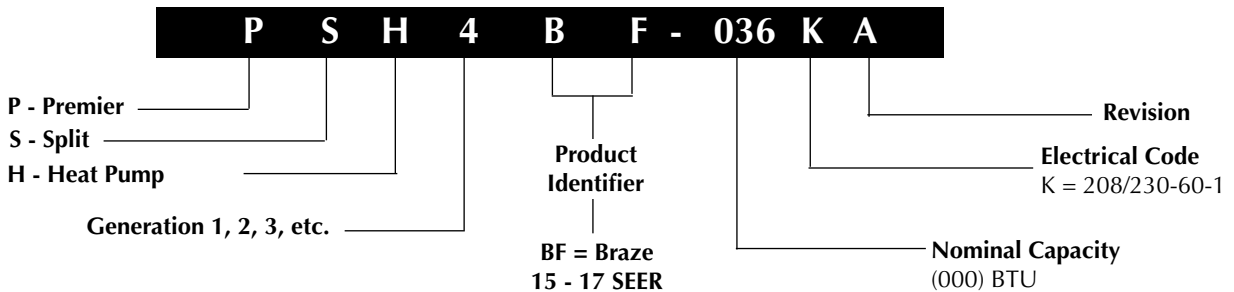 P S H 4 B F - 036 K A
P - Premier
S - Split
H - Heat Pump
Generation 1, 2, 3, etc.
Product
Identifier
BF = Braze
15 - 17 SEER
Revision
Electrical Code
K = 208/230-60-1
Nominal Capacity
(000) BTU